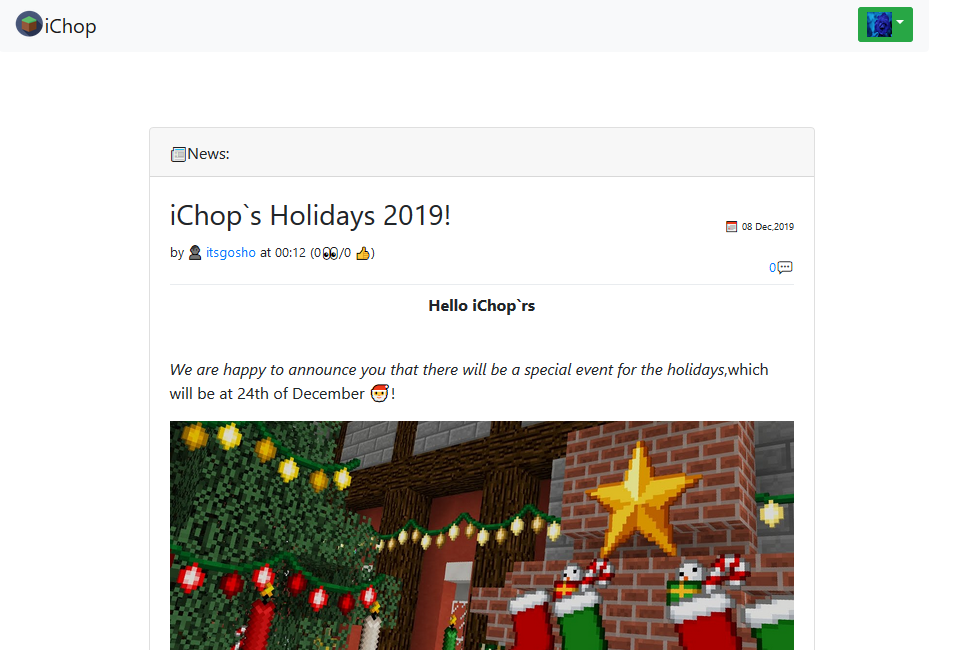 iChop
📰News:
iChop`s Holidays 2019!
📅 08 Dec,2019
by 👤 itsgosho at 00:12 (0👀/0 👍)
0💬
Hello iChop`rs
We are happy to announce you that there will be a special event for the holidays,which
will be at 24th of December 🎅!